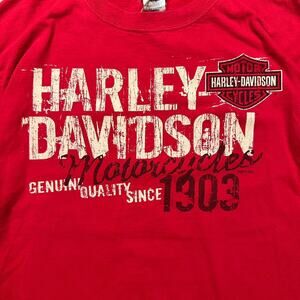 HARLEY-
DAVIDSON
Motorcycles
GENUINE QUALITY SINCE
1903
MOTOR
HARLEY-DAVIDSON
CYCLES